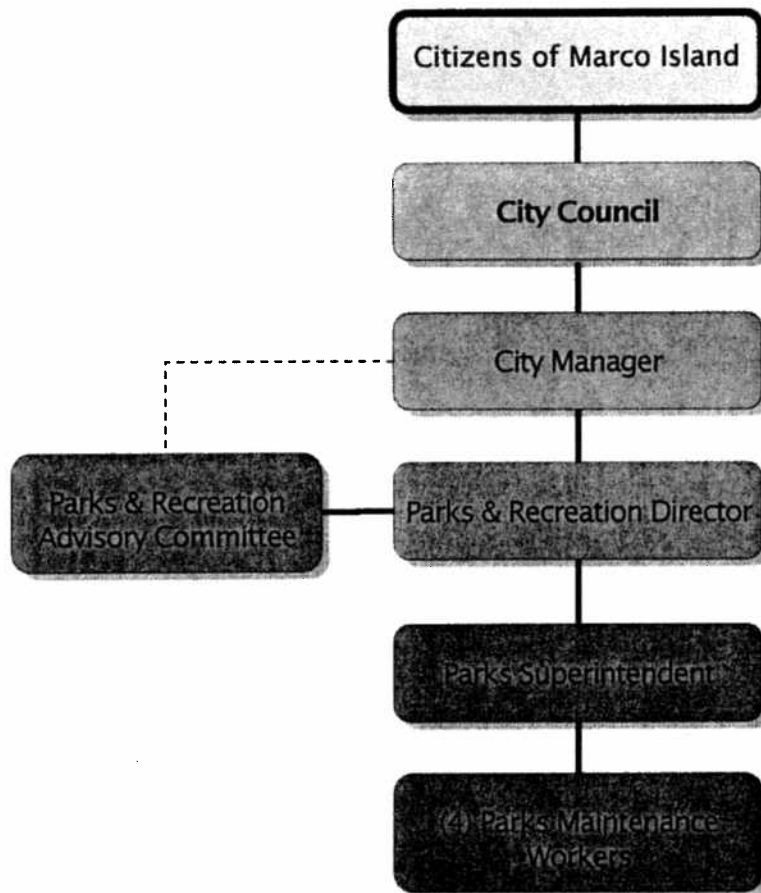 Citizens of Marco Island
City Council
City Manager
Parks & Recreation
Advisory Committee
Parks & Recreation Director
Parks Superintendent
(4) Parks Maintenance
Workers